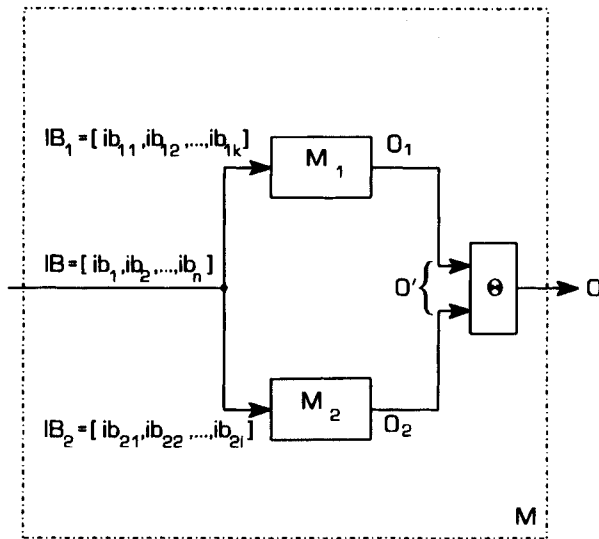 IB₁=[ib₁₁,ib₁₂,...,ib₁ₖ]
M₁
O₁
IB=[ib₁,ib₂,...,ibₙ]
O'{
Θ
O
M₂
O₂
IB₂=[ib₂₁,ib₂₂,...,ib₂ₗ]
M